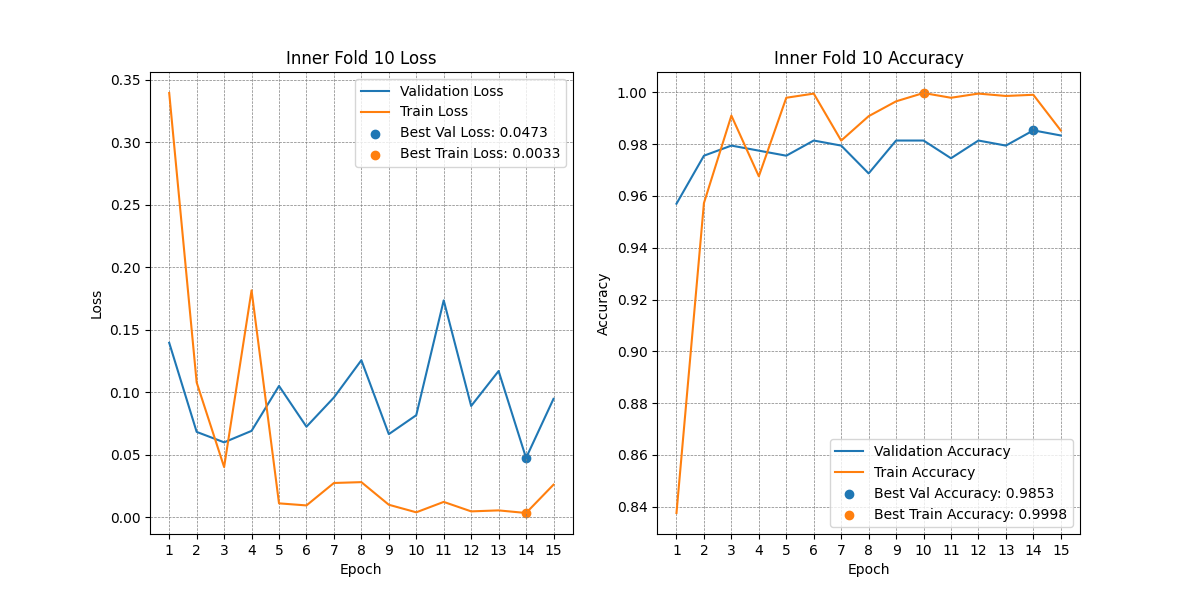 Inner Fold 10 Loss
0.35
0.30
0.25
0.20
0.15
0.10
0.05
0.00
Loss
Validation Loss
Train Loss
Best Val Loss: 0.0473
Best Train Loss: 0.0033
1 2 3 4 5 6 7 8 9 10 11 12 13 14 15
Epoch
Inner Fold 10 Accuracy
1.00
0.98
0.96
0.94
0.92
0.90
0.88
0.86
0.84
Accuracy
Validation Accuracy
Train Accuracy
Best Val Accuracy: 0.9853
Best Train Accuracy: 0.9998
1 2 3 4 5 6 7 8 9 10 11 12 13 14 15
Epoch